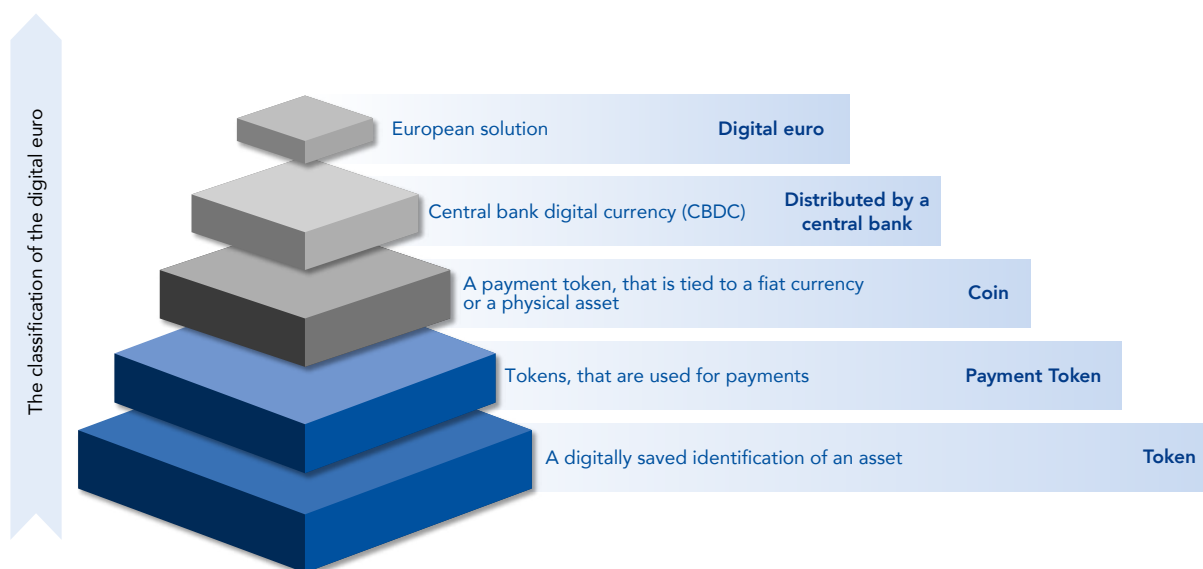 The classification of the digital euro
European solution
Digital euro
Central bank digital currency (CBDC)
Distributed by a
central bank
A payment token, that is tied to a fiat currency
or a physical asset
Coin
Tokens, that are used for payments
Payment Token
A digitally saved identification of an asset
Token